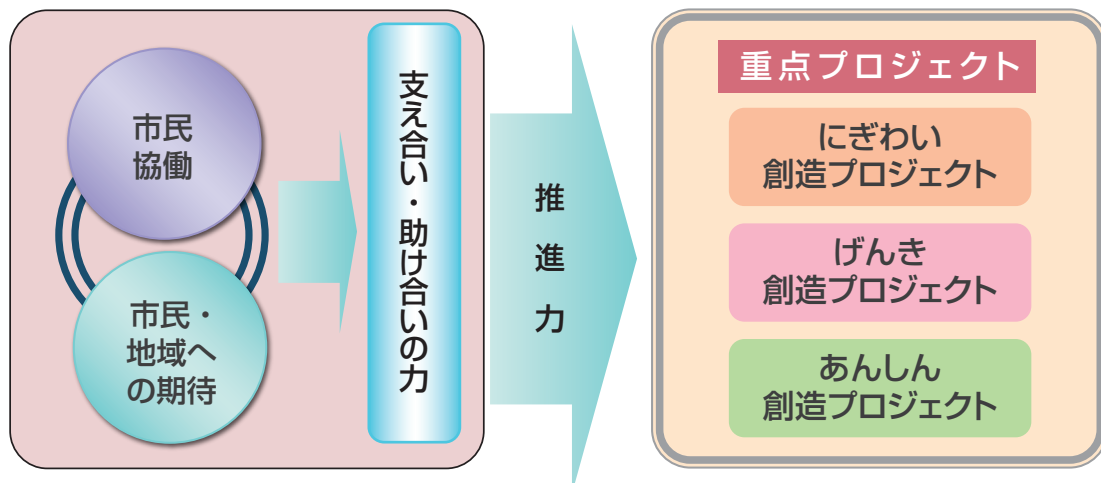 市民
協働
市民・
地域へ
の期待
支え合い・助け合いの力
推進力
重点プロジェクト
にぎわい
創造プロジェクト
げんき
創造プロジェクト
あんしん
創造プロジェクト